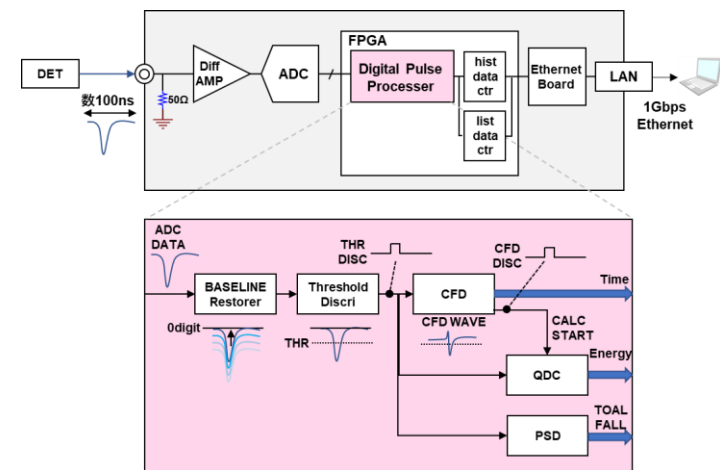 DET
数100ns
50Ω
Diff
AMP
ADC
FPGA
Digital Pulse
Processer
hist
data
ctr
list
data
ctr
Ethernet
Board
LAN
1Gbps
Ethernet
ADC
DATA
BASELINE
Restorer
0digit
Threshold
Discri
THR
THR
DISC
CFD
CFD WAVE
CFD
DISC
Time
CALC
START
QDC
Energy
PSD
TOAL
FALL